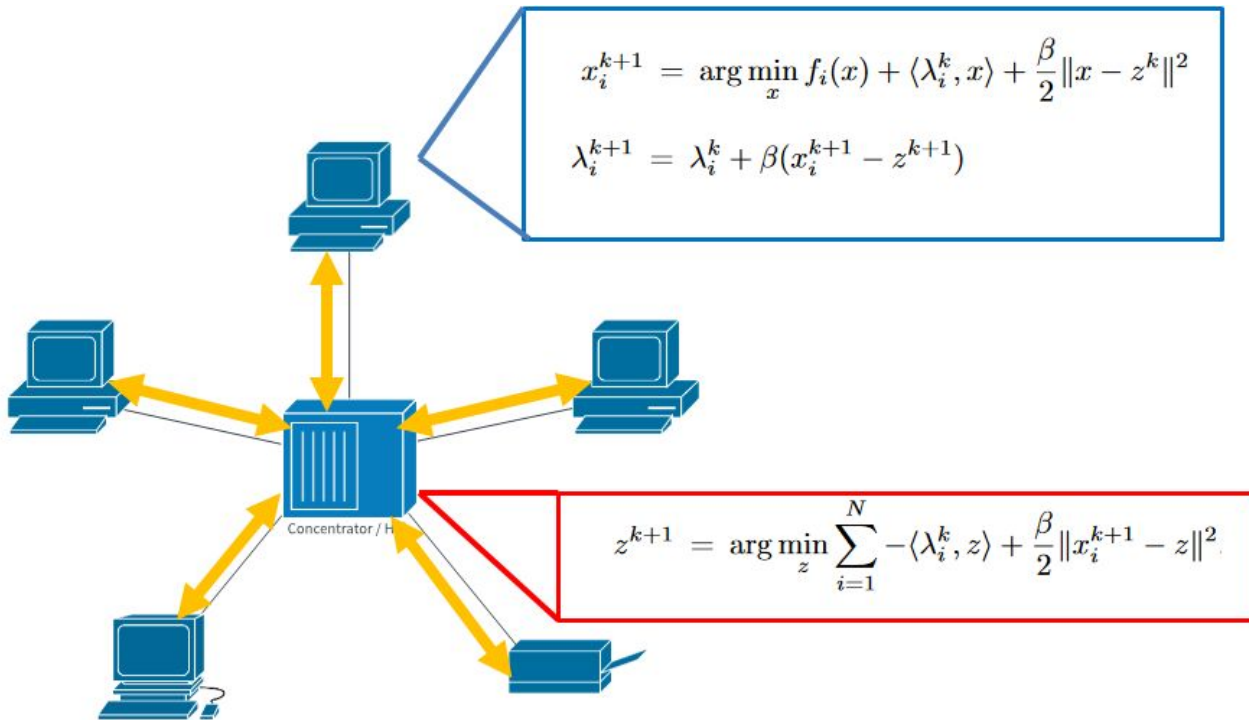 x_i^{k+1} = arg min_x f_i(x) + ⟨λ_i^k, x⟩ + β/2 ‖x − z^k‖^2
λ_i^{k+1} = λ_i^k + β(x_i^{k+1} − z^{k+1})
Concentrator / H
z^{k+1} = arg min_z ∑_{i=1}^{N} −⟨λ_i^k, z⟩ + β/2 ‖x_i^{k+1} − z‖^2.